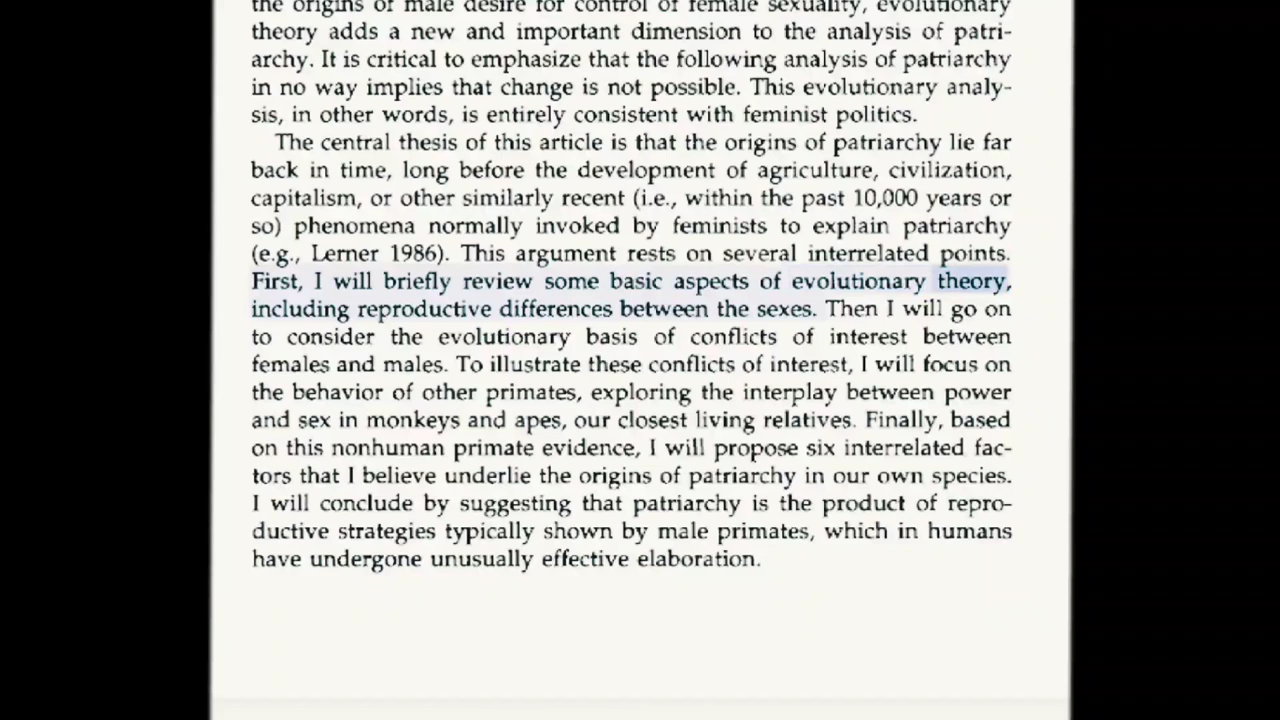 the origins of male desire for control of female sexuality, evolutionary
theory adds a new and important dimension to the analysis of patri-
archy. It is critical to emphasize that the following analysis of patriarchy
in no way implies that change is not possible. This evolutionary analy-
sis, in other words, is entirely consistent with feminist politics.
The central thesis of this article is that the origins of patriarchy lie far
back in time, long before the development of agriculture, civilization,
capitalism, or other similarly recent (i.e., within the past 10,000 years or
so) phenomena normally invoked by feminists to explain patriarchy
(e.g., Lerner 1986). This argument rests on several interrelated points.
First, I will briefly review some basic aspects of evolutionary theory,
including reproductive differences between the sexes. Then I will go on
to consider the evolutionary basis of conflicts of interest between
females and males. To illustrate these conflicts of interest, I will focus on
the behavior of other primates, exploring the interplay between power
and sex in monkeys and apes, our closest living relatives. Finally, based
on this nonhuman primate evidence, I will propose six interrelated fac-
tors that I believe underlie the origins of patriarchy in our own species.
I will conclude by suggesting that patriarchy is the product of repro-
ductive strategies typically shown by male primates, which in humans
have undergone unusually effective elaboration.